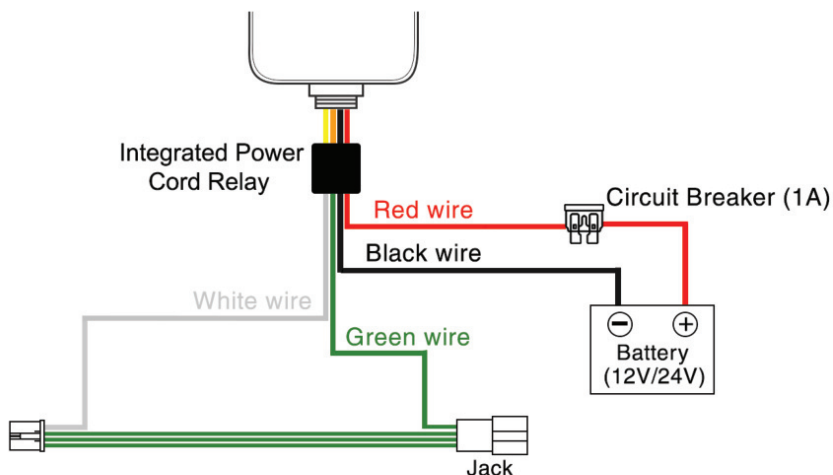 Integrated Power
Cord Relay
Circuit Breaker (1A)
Red wire
Black wire
White wire
Green wire
Battery
(12V/24V)
Jack